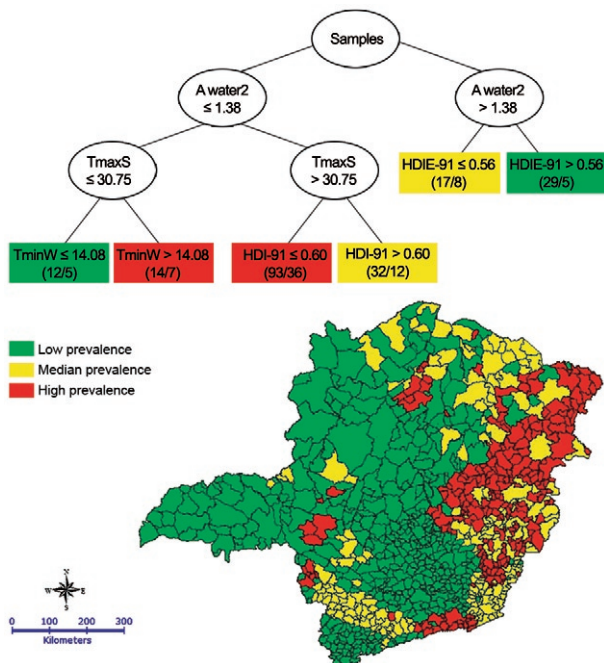 Samples
A water2
≤ 1.38
A water2
> 1.38
TmaxS
≤ 30.75
TmaxS
> 30.75
HDIE-91 ≤ 0.56
(17/8)
HDIE-91 > 0.56
(29/5)
TminW ≤ 14.08
(12/5)
TminW > 14.08
(14/7)
HDI-91 ≤ 0.60
(93/36)
HDI-91 > 0.60
(32/12)
Low prevalence
Median prevalence
High prevalence
N
W E
S
0 100 200 300
Kilometers